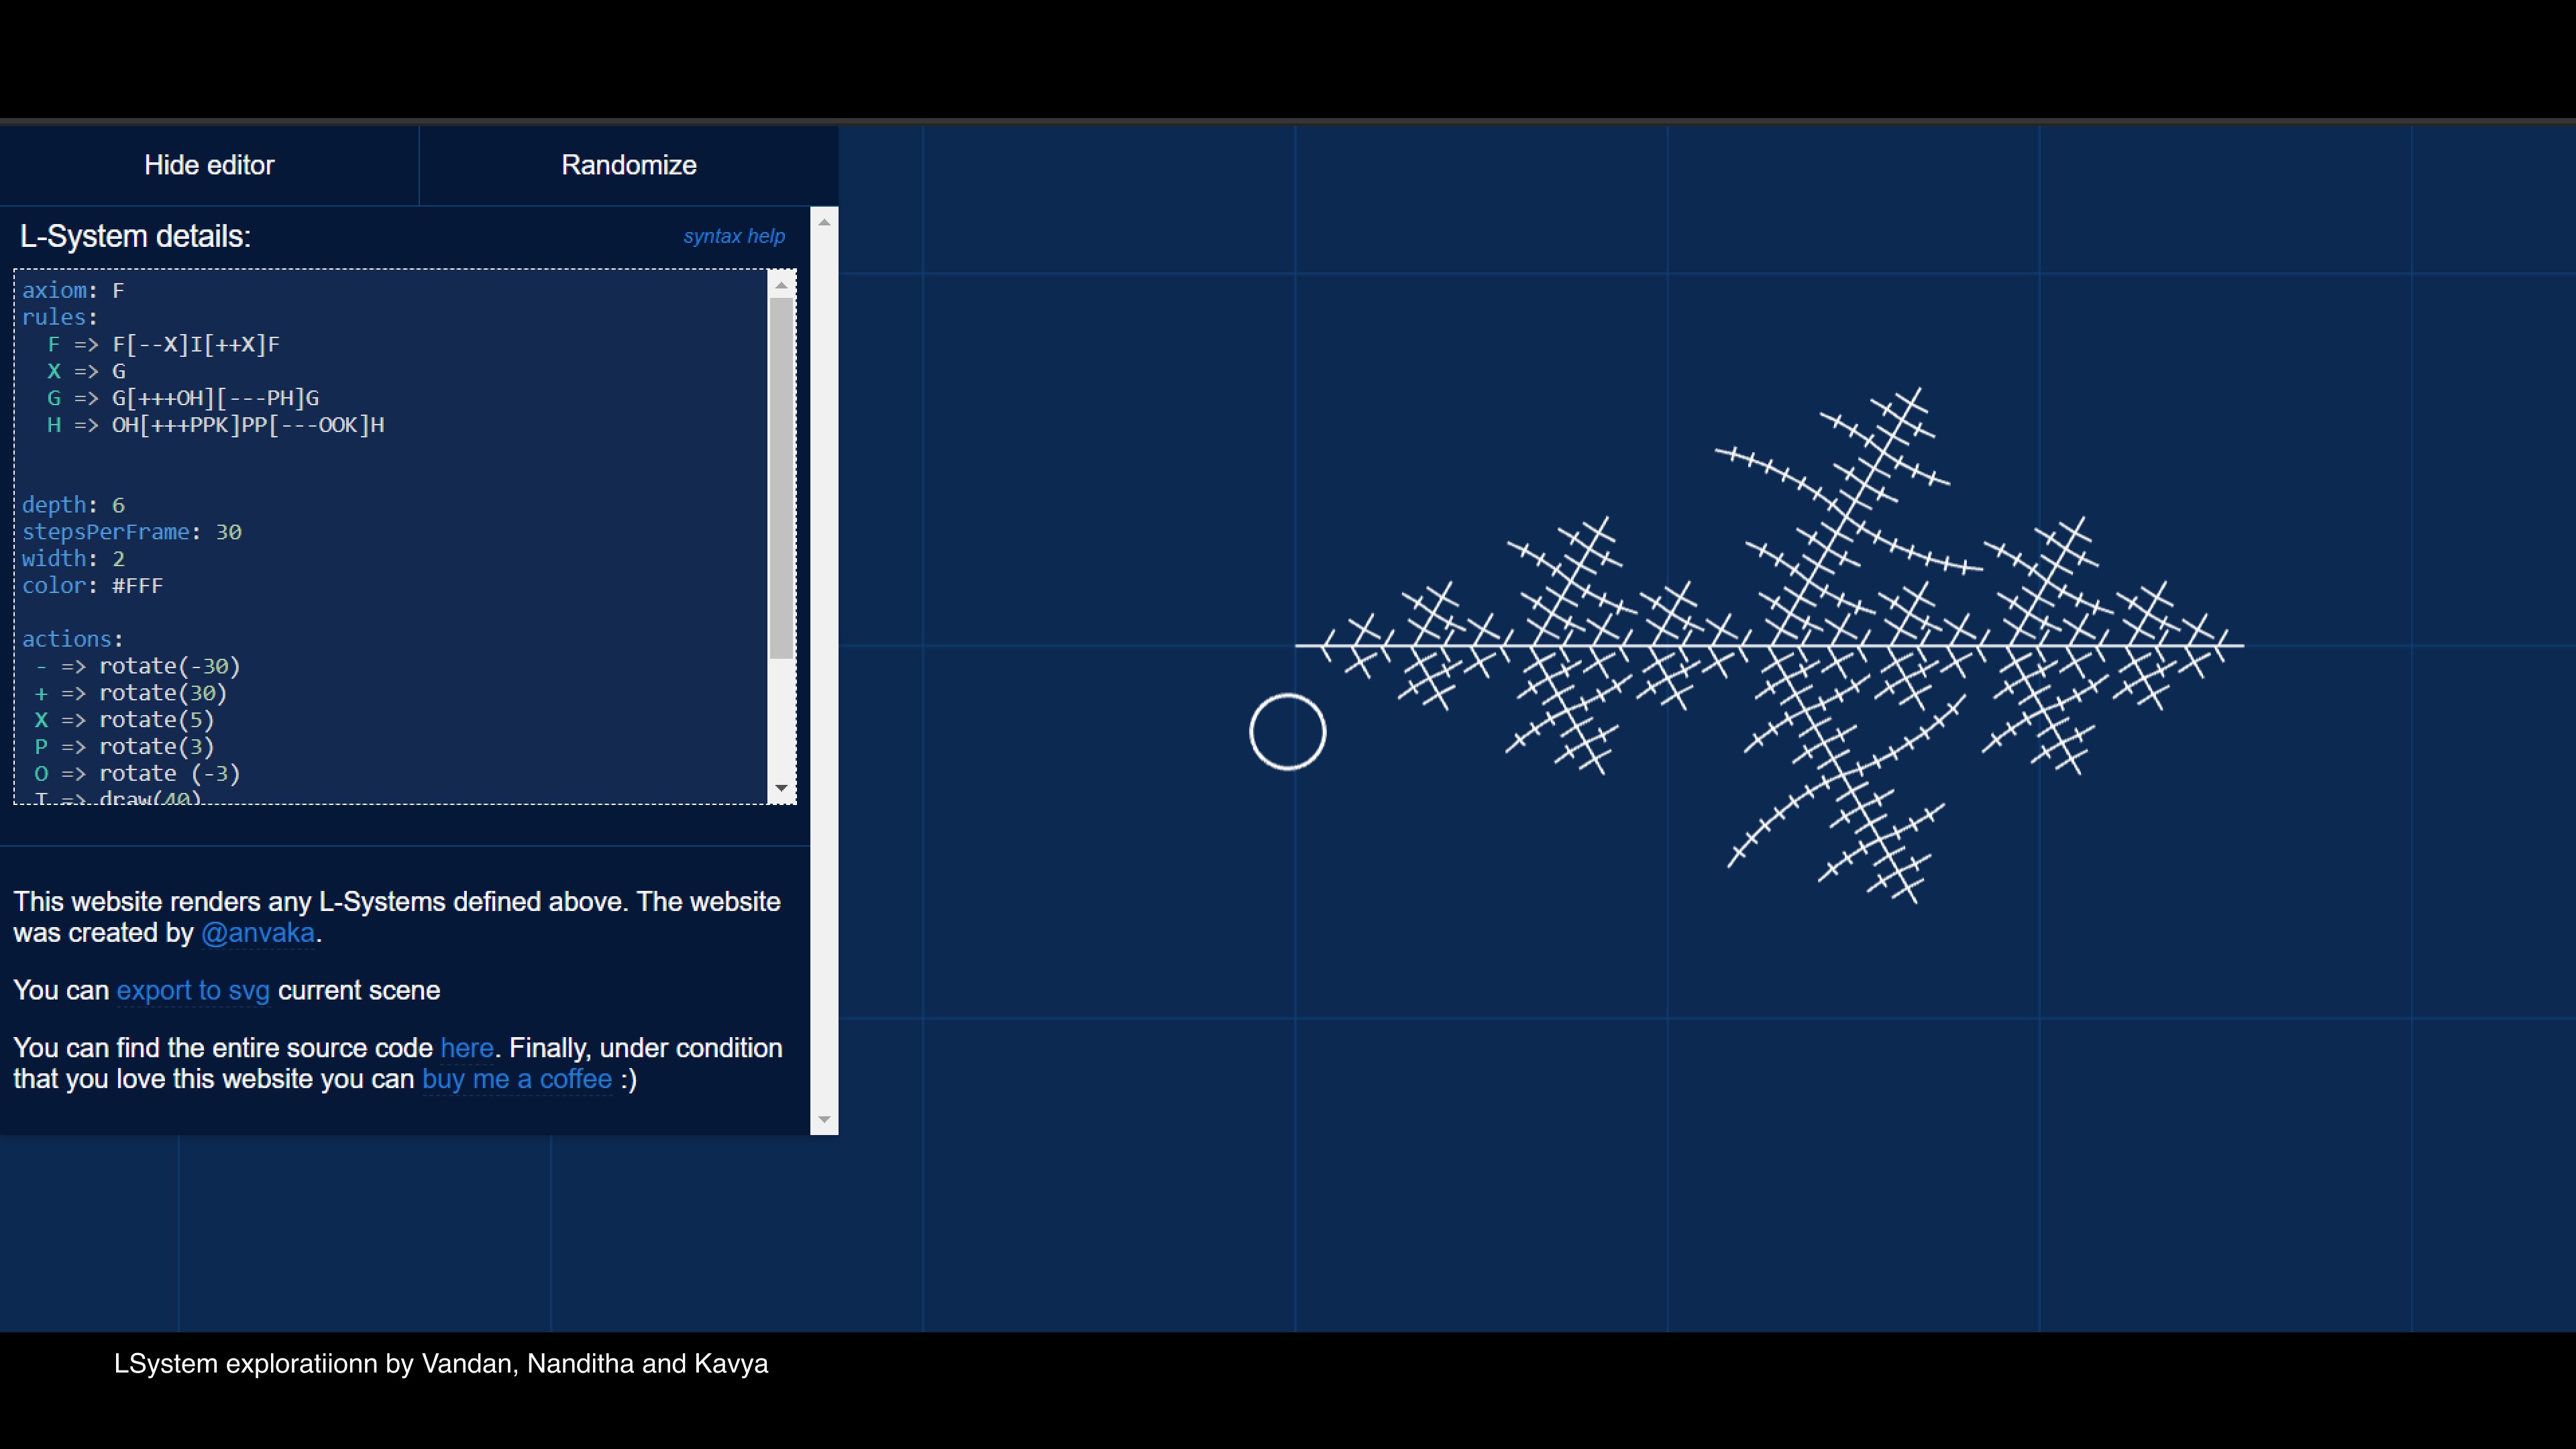 Hide editor
Randomize
L-System details:
syntax help
axiom: F
rules:
F => F[--X]I[++X]F
X => G
G => G[+++OH][---PH]G
H => OH[+++PPK]PP[---OOK]H
depth: 6
stepsPerFrame: 30
width: 2
color: #FFF
actions:
- => rotate(-30)
+ => rotate(30)
X => rotate(5)
P => rotate(3)
O => rotate (-3)
=> draw(40)
This website renders any L-Systems defined above. The website
was created by @anvaka.
You can export to svg current scene
You can find the entire source code here. Finally, under condition
that you love this website you can buy me a coffee :)
LSystem exploratiionn by Vandan, Nanditha and Kavya